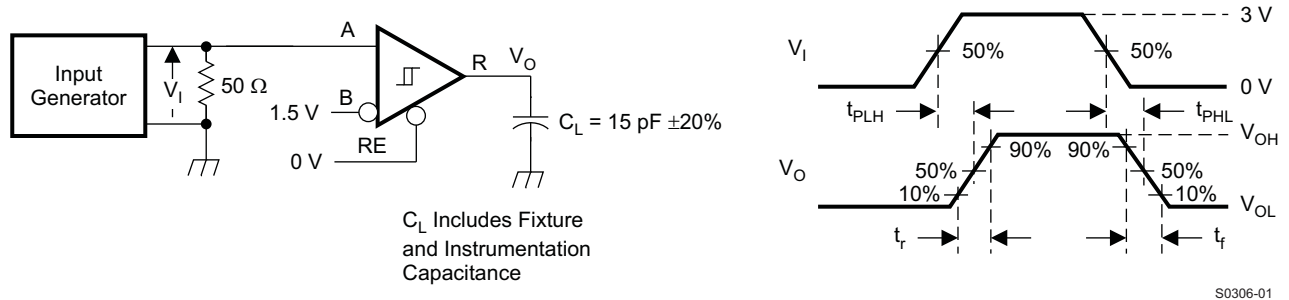 Input
Generator
V_I
50 Ω
A
B
1.5 V
RE
0 V
R
V_O
C_L = 15 pF ±20%
C_L Includes Fixture
and Instrumentation
Capacitance
V_I
50%
50%
3 V
0 V
t_PLH
t_PHL
V_O
90%
90%
50%
50%
10%
10%
V_OH
V_OL
t_r
t_f
S0306-01